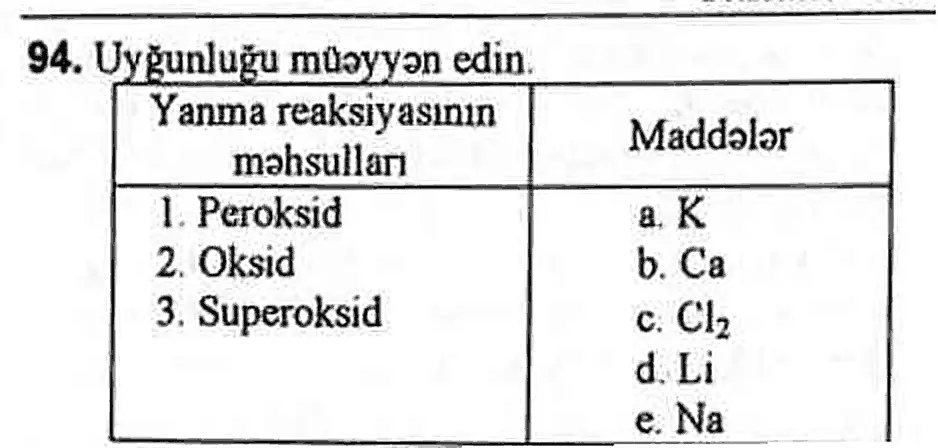 94. Uyğunluğu müəyyən edin.
Yanma reaksiyasının
məhsulları
Maddələr
1. Peroksid
2. Oksid
3. Superoksid
a. K
b. Ca
c. Cl₂
d. Li
e. Na